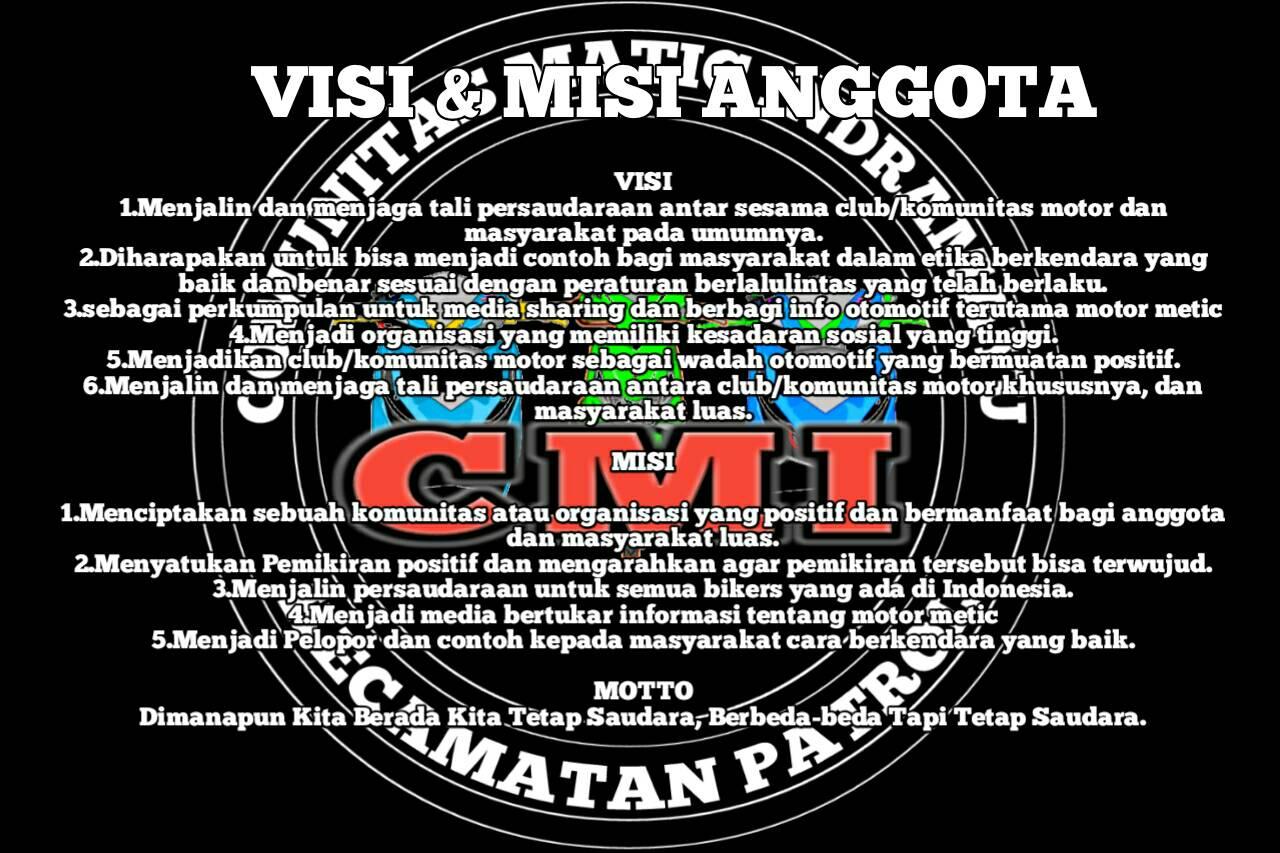 VISI & MISI ANGGOTA
VISI
1.Menjalin dan menjaga tali persaudaraan antar sesama club/komunitas motor dan
masyarakat pada umumnya.
2.Diharapakan untuk bisa menjadi contoh bagi masyarakat dalam etika berkendara yang
baik dan benar sesuai dengan peraturan berlalulintas yang telah berlaku.
3.sebagai perkumpulan untuk media sharing dan berbagi info otomotif terutama motor metic
4.Menjadi organisasi yang memiliki kesadaran sosial yang tinggi.
5.Menjadikan club/komunitas motor sebagai wadah otomotif yang bermuatan positif.
6.Menjalin dan menjaga tali persaudaraan antara club/komunitas motor khususnya, dan
masyarakat luas.
MISI
1.Menciptakan sebuah komunitas atau organisasi yang positif dan bermanfaat bagi anggota
dan masyarakat luas.
2.Menyatukan Pemikiran positif dan mengarahkan agar pemikiran tersebut bisa terwujud.
3.Menjalin persaudaraan untuk semua bikers yang ada di Indonesia.
4.Menjadi media bertukar informasi tentang motor metic
5.Menjadi Pelopor dan contoh kepada masyarakat cara berkendara yang baik.
MOTTO
Dimanapun Kita Berada Kita Tetap Saudara, Berbeda-beda Tapi Tetap Saudara.
CMI
MATIC
KECAMATAN PATROL